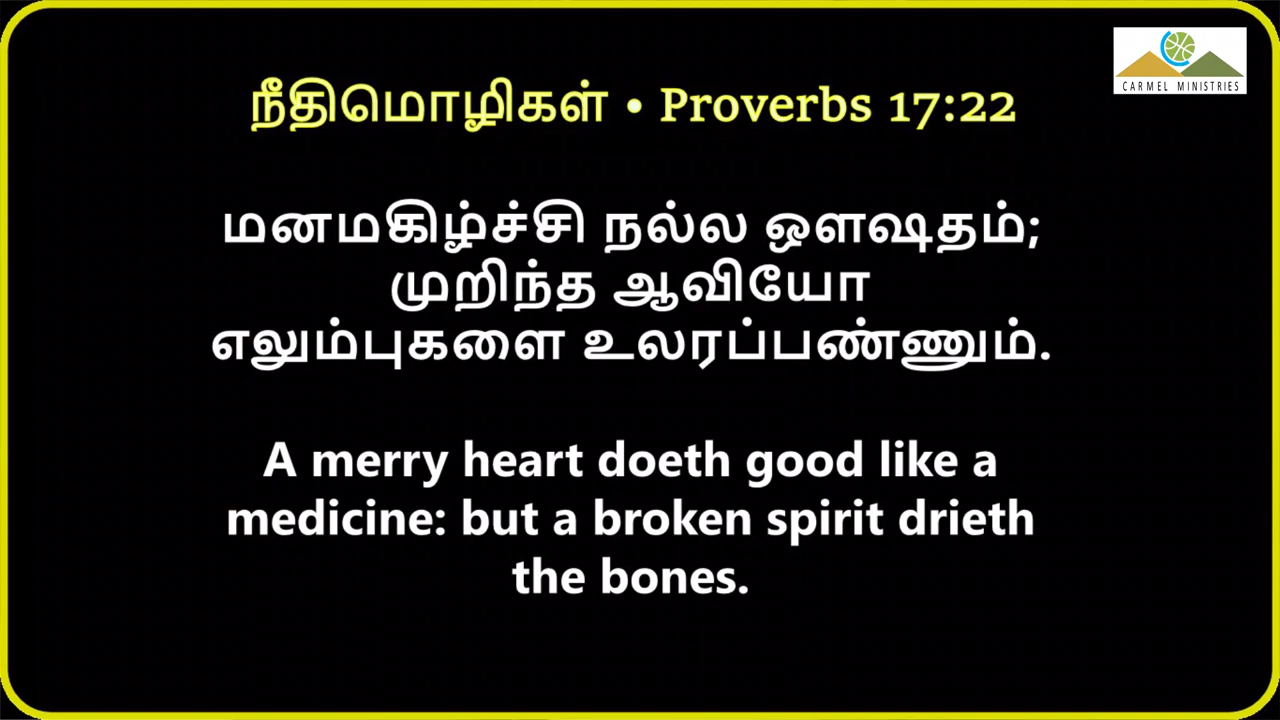 CARMEL MINISTRIES
நீதிமொழிகள் • Proverbs 17:22
மனமகிழ்ச்சி நல்ல ஔஷதம்;
முறிந்த ஆவியோ
எலும்புகளை உலரப்பண்ணும்.
A merry heart doeth good like a
medicine: but a broken spirit drieth
the bones.